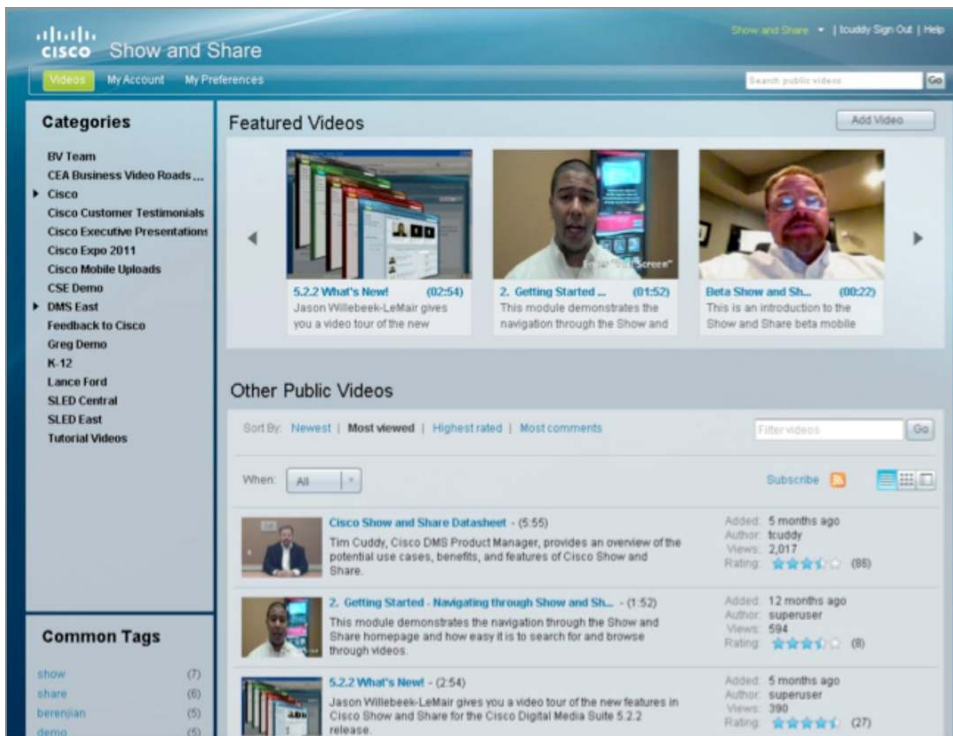 cisco Show and Share
Show and Share | tcuddy Sign Out | Help
Videos My Account My Preferences
Search public videos Go
Categories
BV Team
CEA Business Video Roads ...
Cisco
Cisco Customer Testimonials
Cisco Executive Presentations
Cisco Expo 2011
Cisco Mobile Uploads
CSE Demo
DMS East
Feedback to Cisco
Greg Demo
K-12
Lance Ford
SLED Central
SLED East
Tutorial Videos
Common Tags
show (7)
share (6)
berenjian (5)
demo (5)
Featured Videos
Add Video
5.2.2 What's New! (02:54)
Jason Willebeek-LeMair gives
you a video tour of the new
Screen"
2. Getting Started ... (01:52)
This module demonstrates the
navigation through the Show and
Beta Show and Sh... (00:22)
This is an introduction to the
Show and Share beta mobile
Other Public Videos
Sort By: Newest | Most viewed | Highest rated | Most comments
Filter videos Go
When: All
Subscribe
Cisco Show and Share Datasheet - (5:55)
Tim Cuddy, Cisco DMS Product Manager, provides an overview of the
potential use cases, benefits, and features of Cisco Show and
Share.
Added: 5 months ago
Author: tcuddy
Views: 2,017
Rating: (86)
2. Getting Started - Navigating through Show and Sh... - (1:52)
This module demonstrates the navigation through the Show and
Share homepage and how easy it is to search for and browse
through videos.
Added: 12 months ago
Author: superuser
Views: 594
Rating: (8)
5.2.2 What's New! - (2:54)
Jason Willebeek-LeMair gives you a video tour of the new features in
Cisco Show and Share for the Cisco Digital Media Suite 5.2.2
release.
Added: 5 months ago
Author: superuser
Views: 390
Rating: (27)